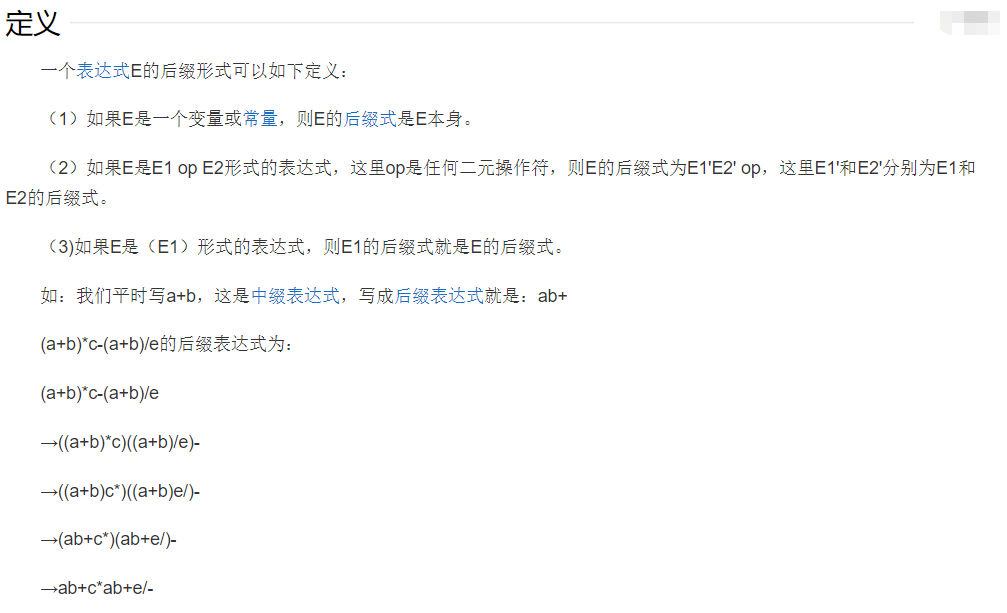 定义
一个表达式E的后缀形式可以如下定义：
（1）如果E是一个变量或常量，则E的后缀式是E本身。
（2）如果E是E1 op E2形式的表达式，这里op是任何二元操作符，则E的后缀式为E1'E2' op，这里E1'和E2'分别为E1和
E2的后缀式。
（3)如果E是（E1）形式的表达式，则E1的后缀式就是E的后缀式。
如：我们平时写a+b，这是中缀表达式，写成后缀表达式就是：ab+
(a+b)*c-(a+b)/e的后缀表达式为：
(a+b)*c-(a+b)/e
→((a+b)*c)((a+b)/e)-
→((a+b)c*)((a+b)e/)-
→(ab+c*)(ab+e/)-
→ab+c*ab+e/-